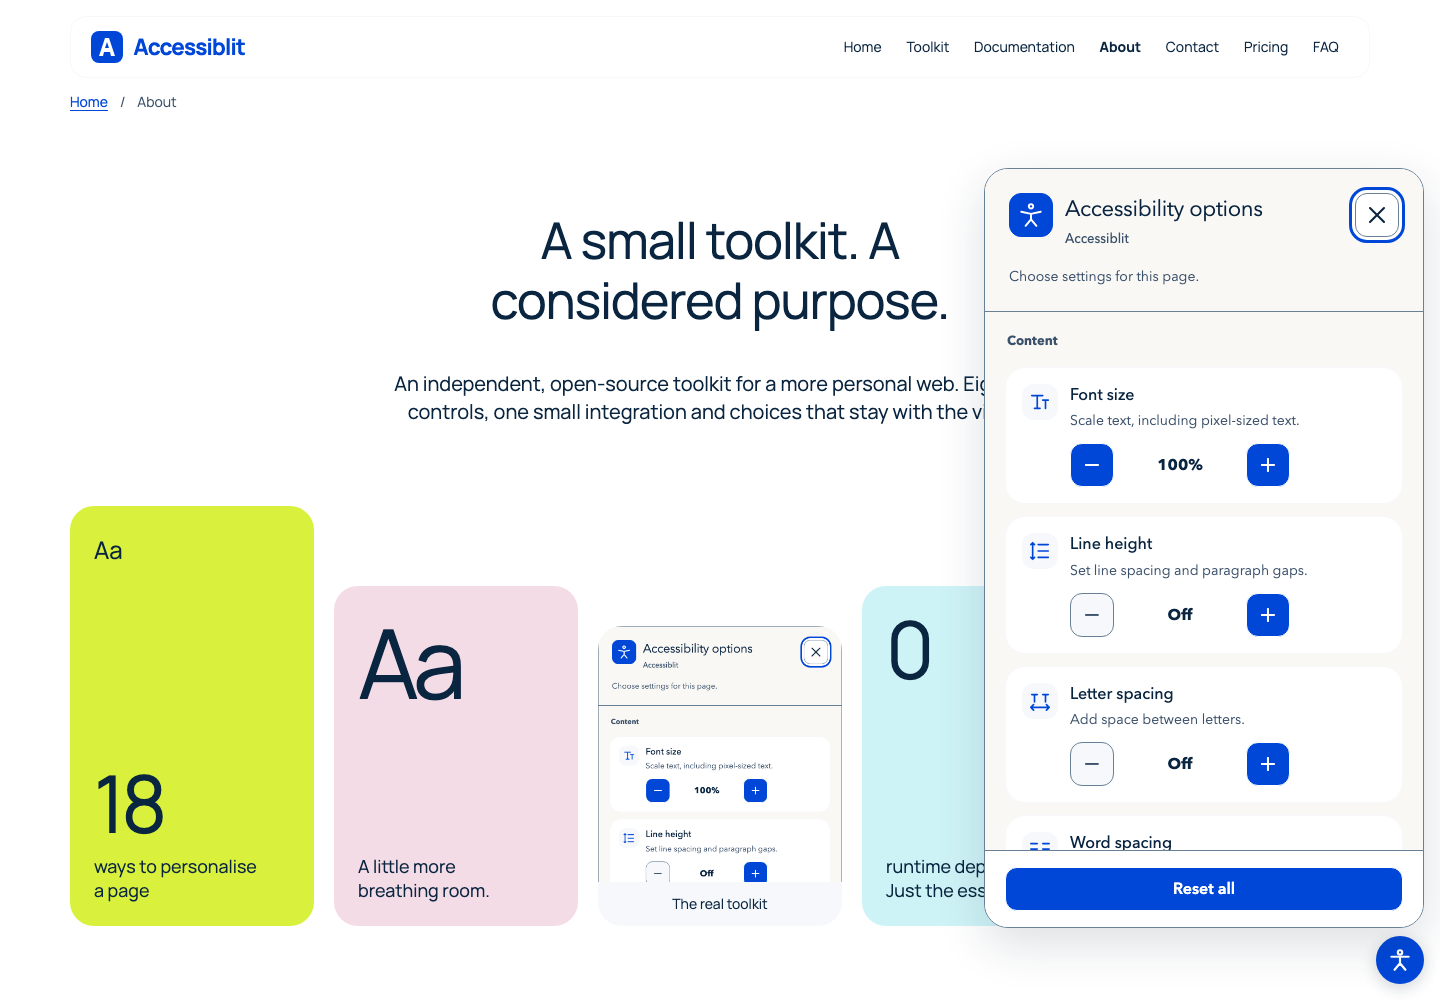 A Accessiblit
Home Toolkit Documentation About Contact Pricing FAQ
Home / About
A small toolkit. A
considered purpose.
An independent, open-source toolkit for a more personal web.
controls, one small integration and choices that stay with the
Aa
18
ways to personalise
a page
Aa
A little more
breathing room.
Accessibility options
Accessiblit
Choose settings for this page.
Content
Font size
Scale text, including pixel-sized text.
100%
Line height
Set line spacing and paragraph gaps.
Off
The real toolkit
0
runtime
Just the
Accessibility options
Accessiblit
Choose settings for this page.
Content
Font size
Scale text, including pixel-sized text.
100%
Line height
Set line spacing and paragraph gaps.
Off
Letter spacing
Add space between letters.
Off
Word spacing
Reset all